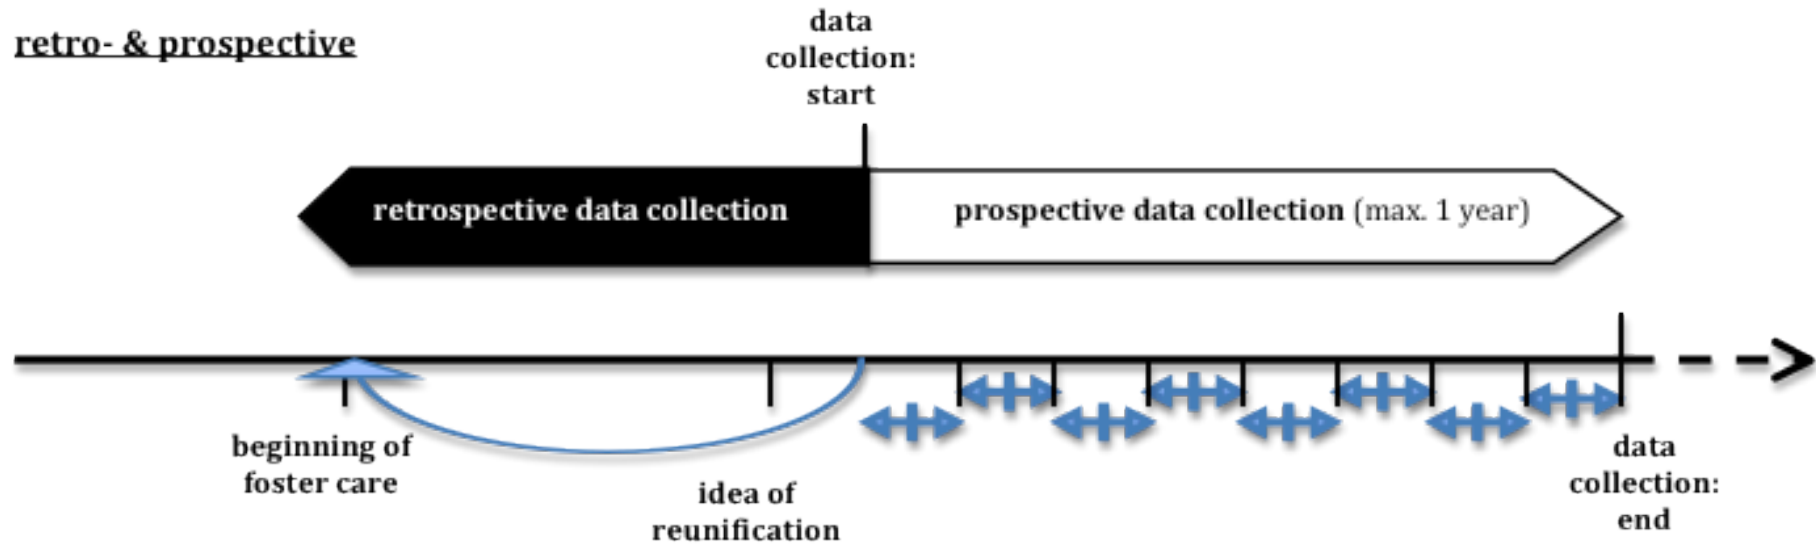 retro- & prospective
data
collection:
start
retrospective data collection
prospective data collection (max. 1 year)
beginning of
foster care
idea of
reunification
data
collection:
end